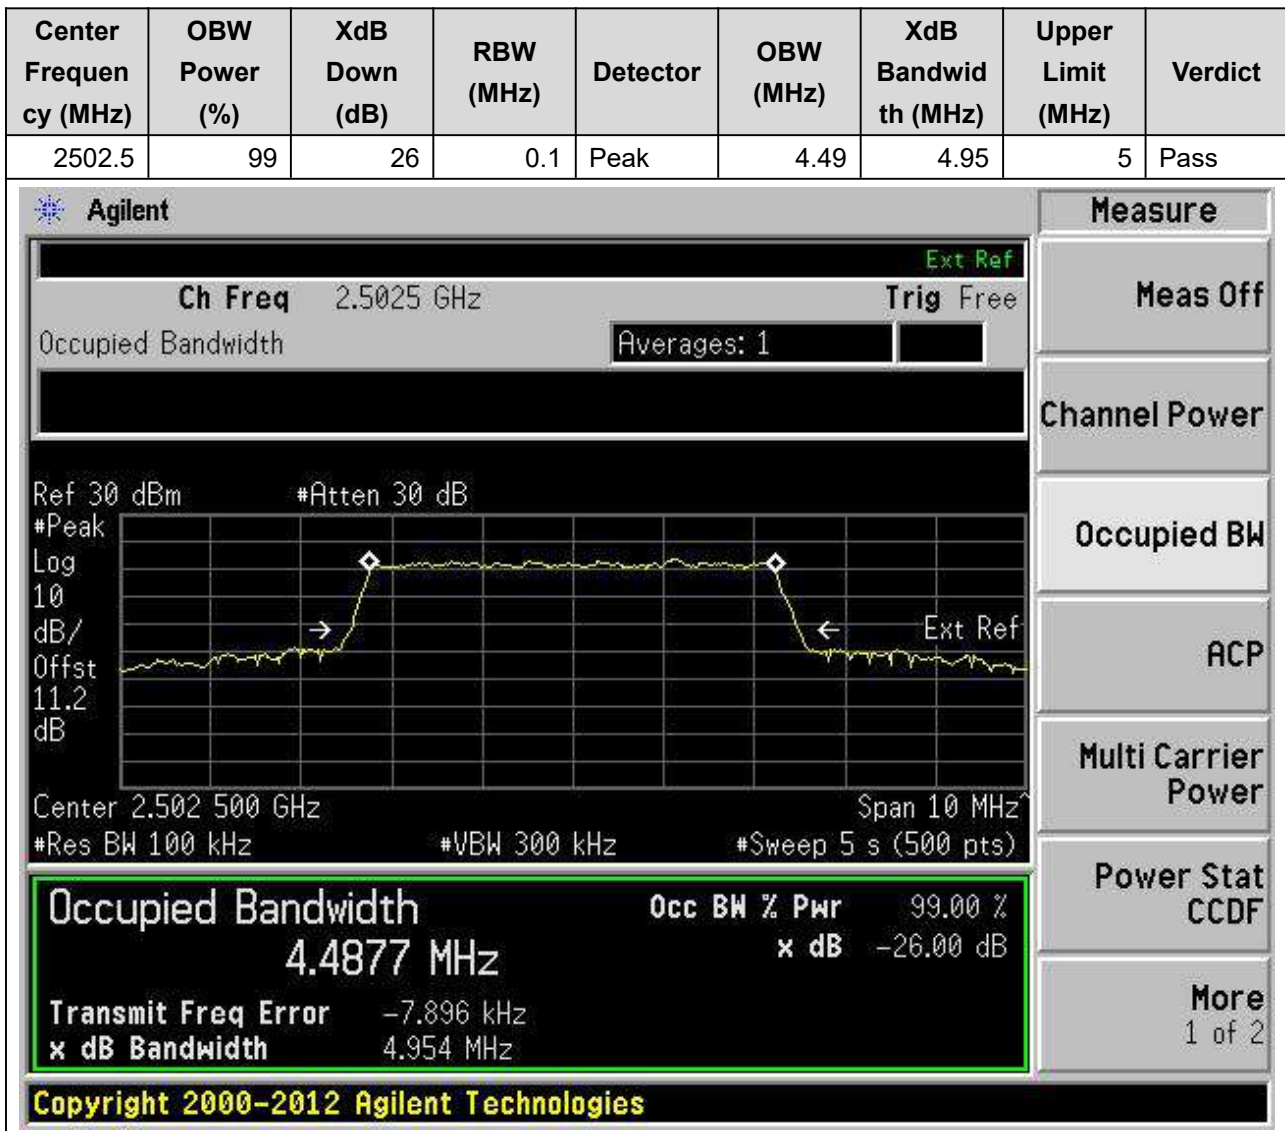 Center Frequen cy (MHz) OBW Power (%) XdB Down (dB) RBW (MHz) Detector OBW (MHz) XdB Bandwid th (MHz) Upper Limit (MHz) Verdict
2502.5 99 26 0.1 Peak 4.49 4.95 5 Pass
Agilent
Measure
Ext Ref
Ch Freq 2.5025 GHz Trig Free
Meas Off
Occupied Bandwidth Averages: 1
Channel Power
Ref 30 dBm #Atten 30 dB
#Peak
Log
10
dB/
Offst
11.2
dB
Ext Ref
Occupied BW
ACP
Center 2.502 500 GHz Span 10 MHz^
#Res BW 100 kHz #VBW 300 kHz #Sweep 5 s (500 pts)
Multi Carrier
Power
Occupied Bandwidth Occ BW % Pwr 99.00 %
4.4877 MHz x dB -26.00 dB
Transmit Freq Error -7.896 kHz
x dB Bandwidth 4.954 MHz
Power Stat
CCDF
More
1 of 2
Copyright 2000-2012 Agilent Technologies